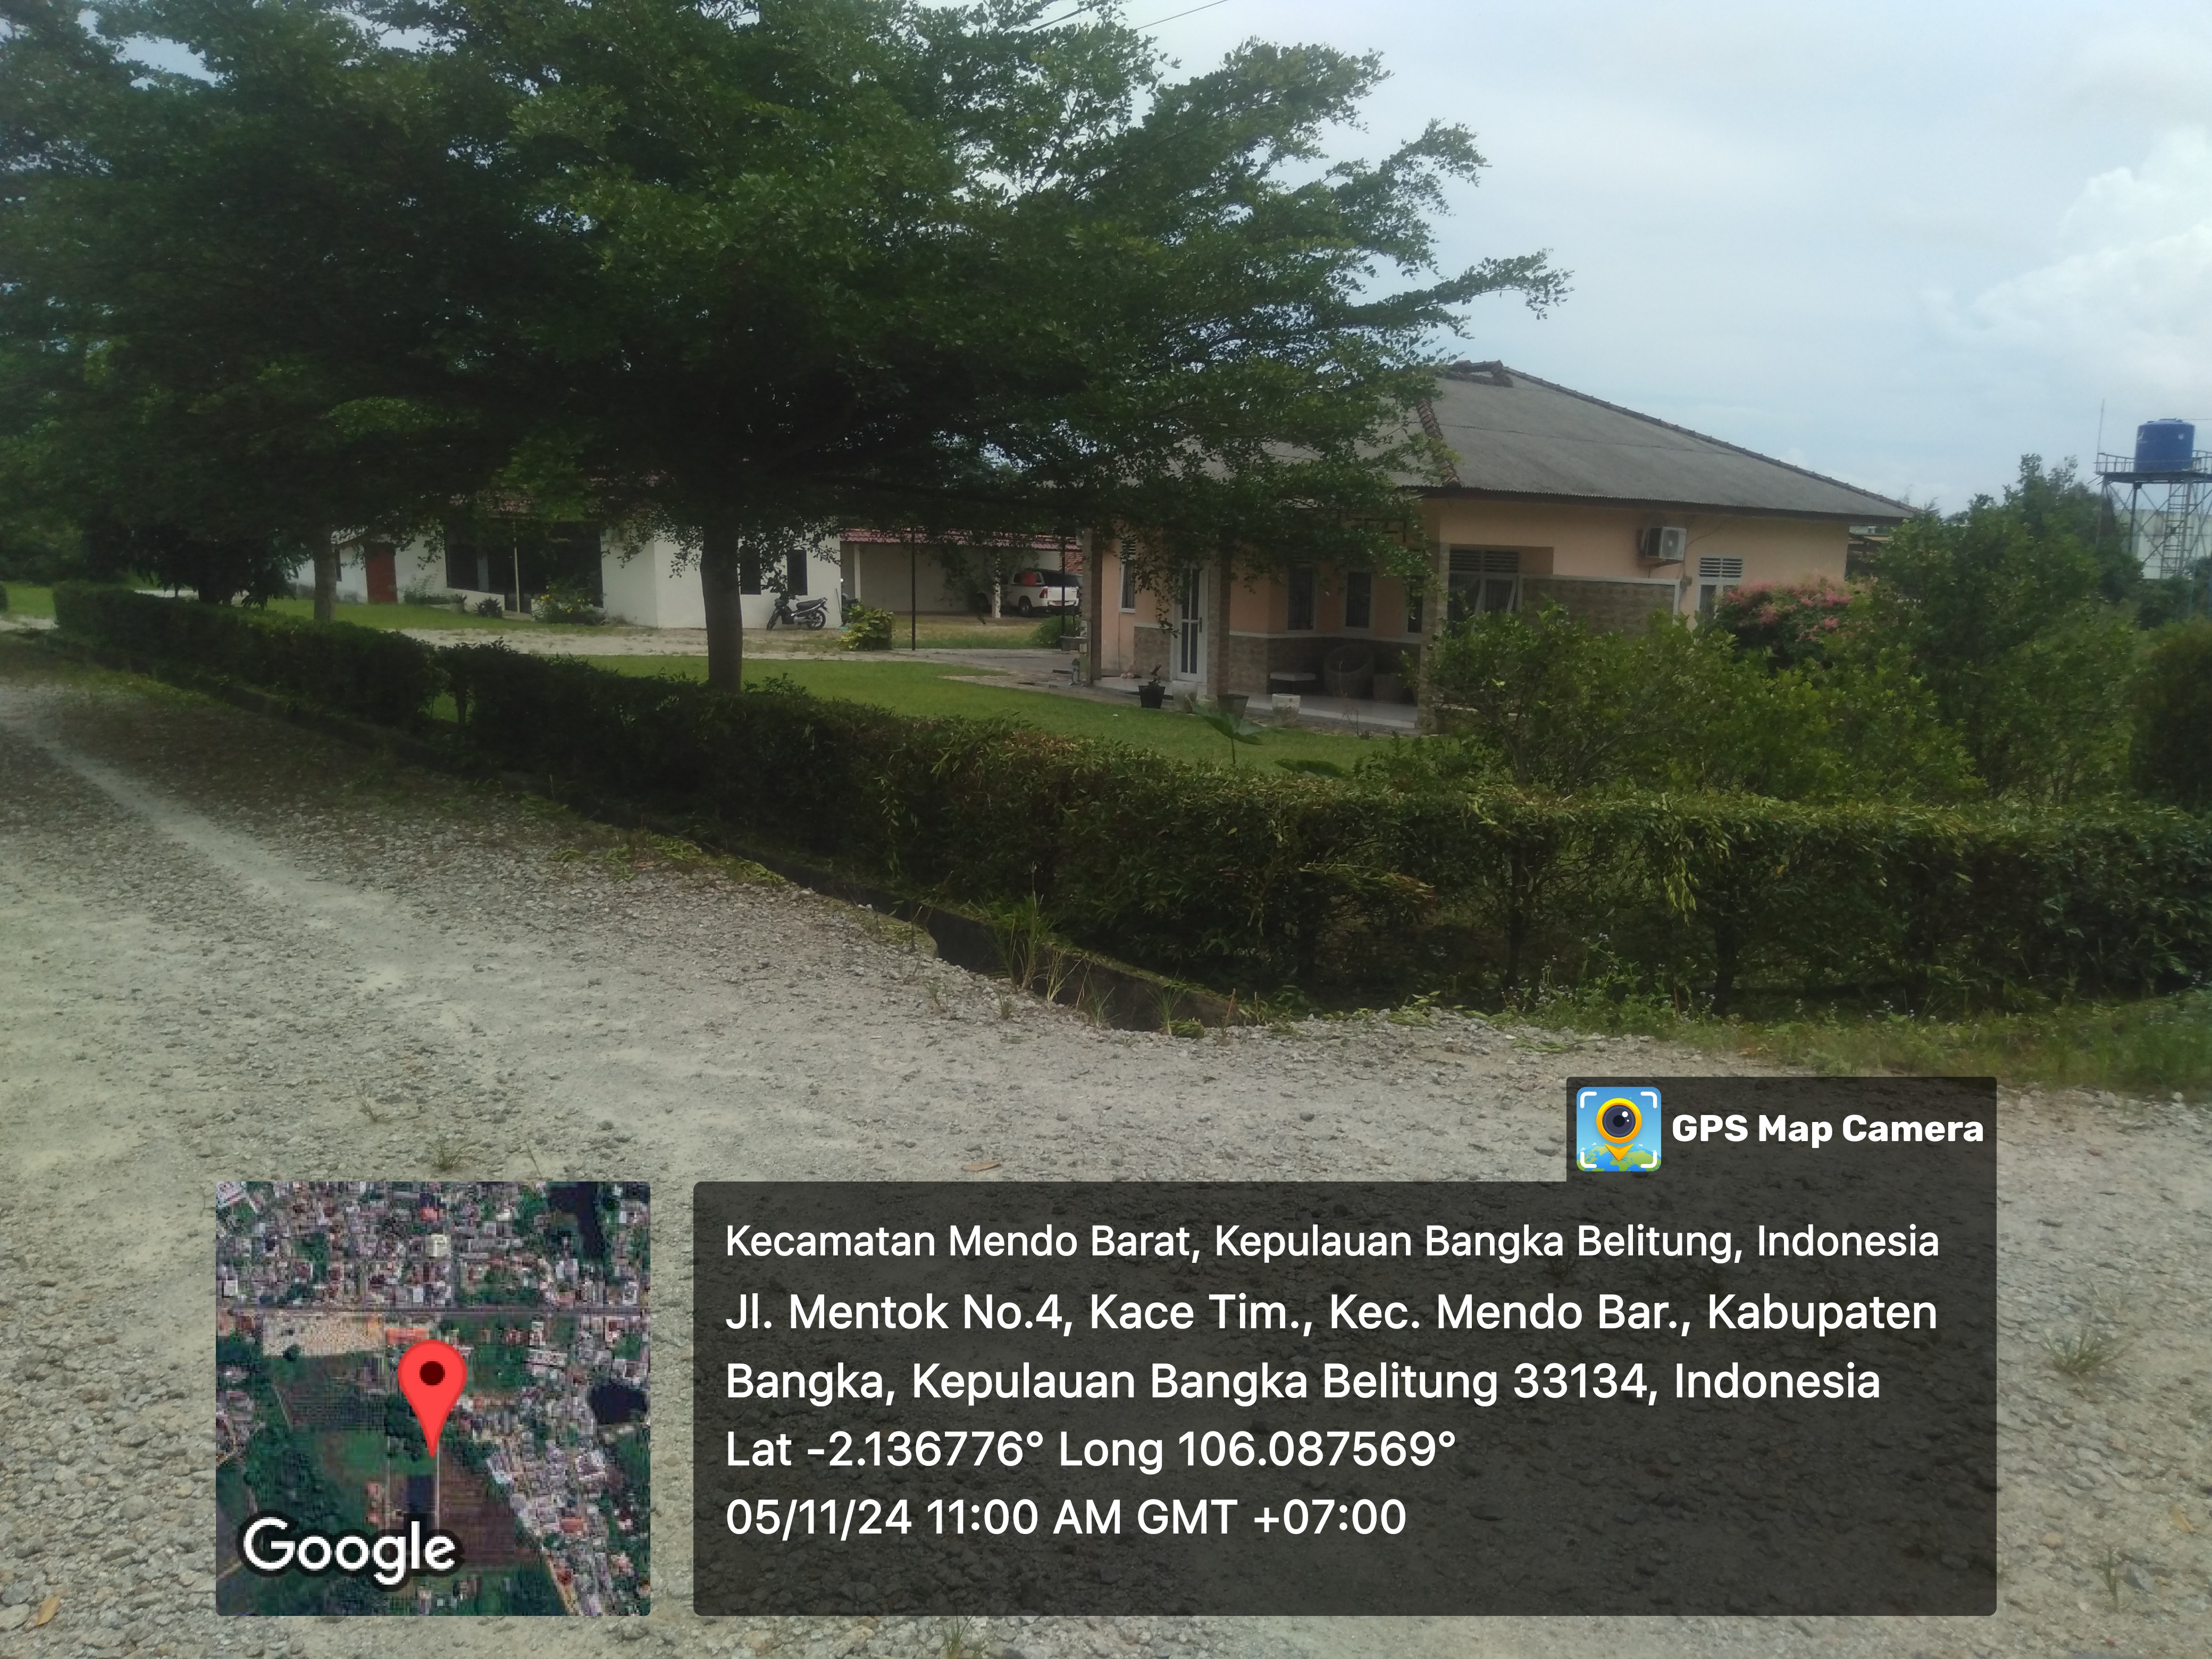 GPS Map Camera
Kecamatan Mendo Barat, Kepulauan Bangka Belitung, Indonesia
Jl. Mentok No.4, Kace Tim., Kec. Mendo Bar., Kabupaten
Bangka, Kepulauan Bangka Belitung 33134, Indonesia
Lat -2.136776° Long 106.087569°
05/11/24 11:00 AM GMT +07:00
Google